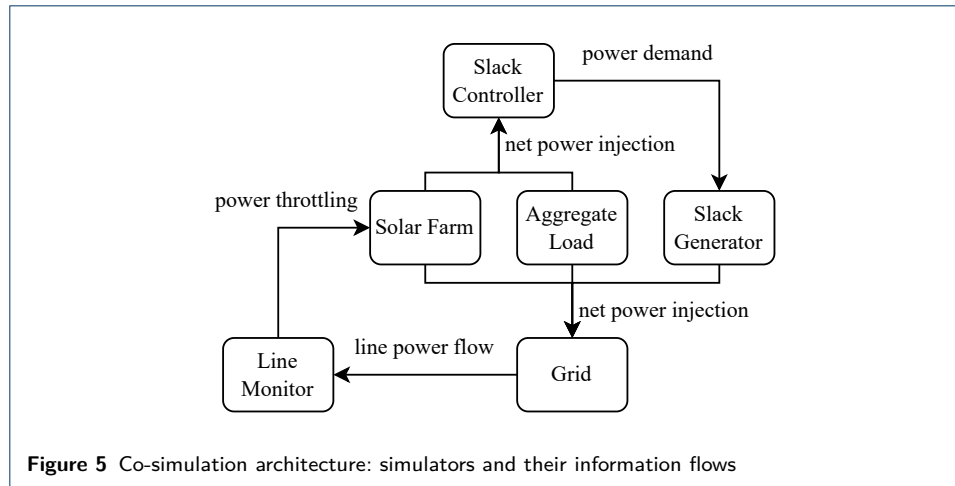 Slack
Controller
power demand
net power injection
power throttling
Solar Farm
Aggregate
Load
Slack
Generator
net power injection
line power flow
Line
Monitor
Grid
Figure 5 Co-simulation architecture: simulators and their information flows